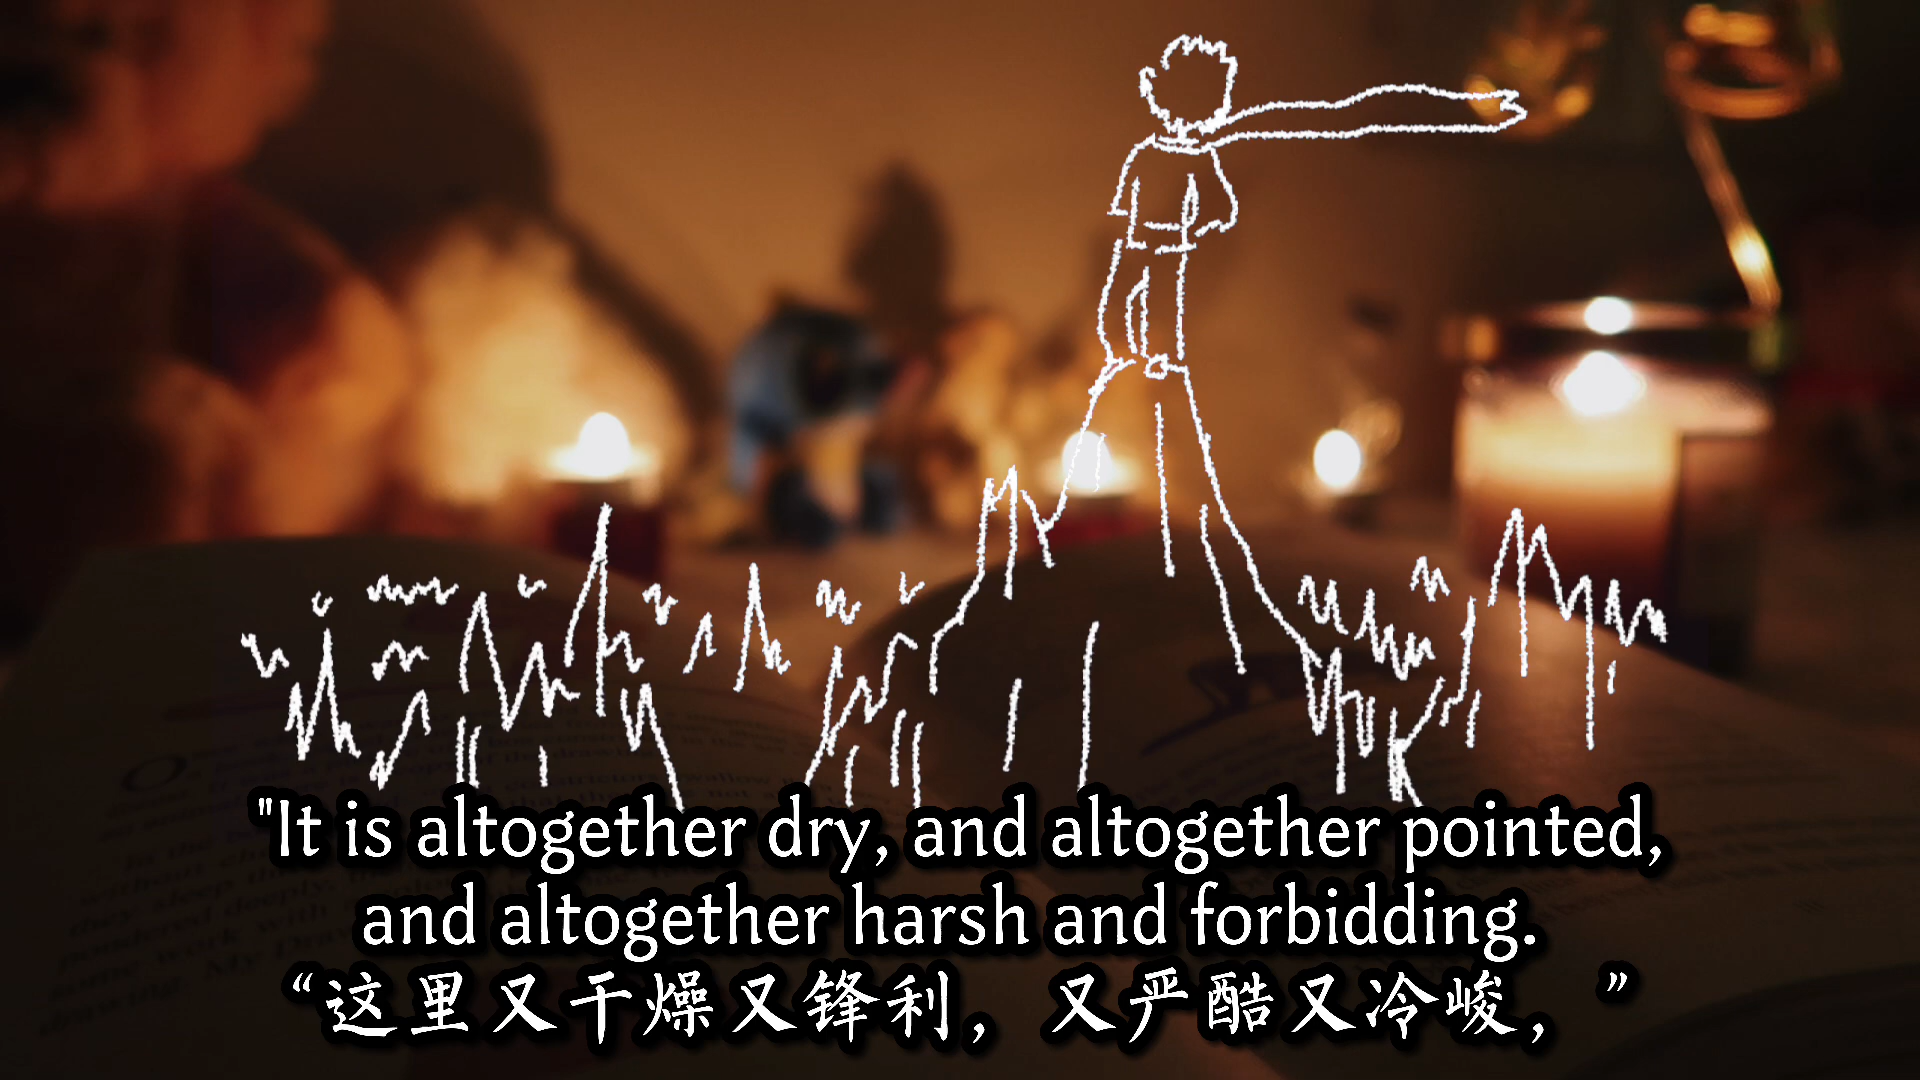 "It is altogether dry, and altogether pointed,
and altogether harsh and forbidding.
“这里又干燥又锋利，又严酷又冷峻，”